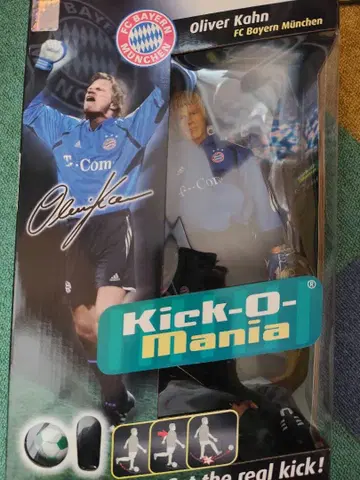 Oliver Kahn
FC Bayern München
FC BAYERN
MÜNCHEN
T··Com
T··Com
Kick-O-
Mania®
the real kick!